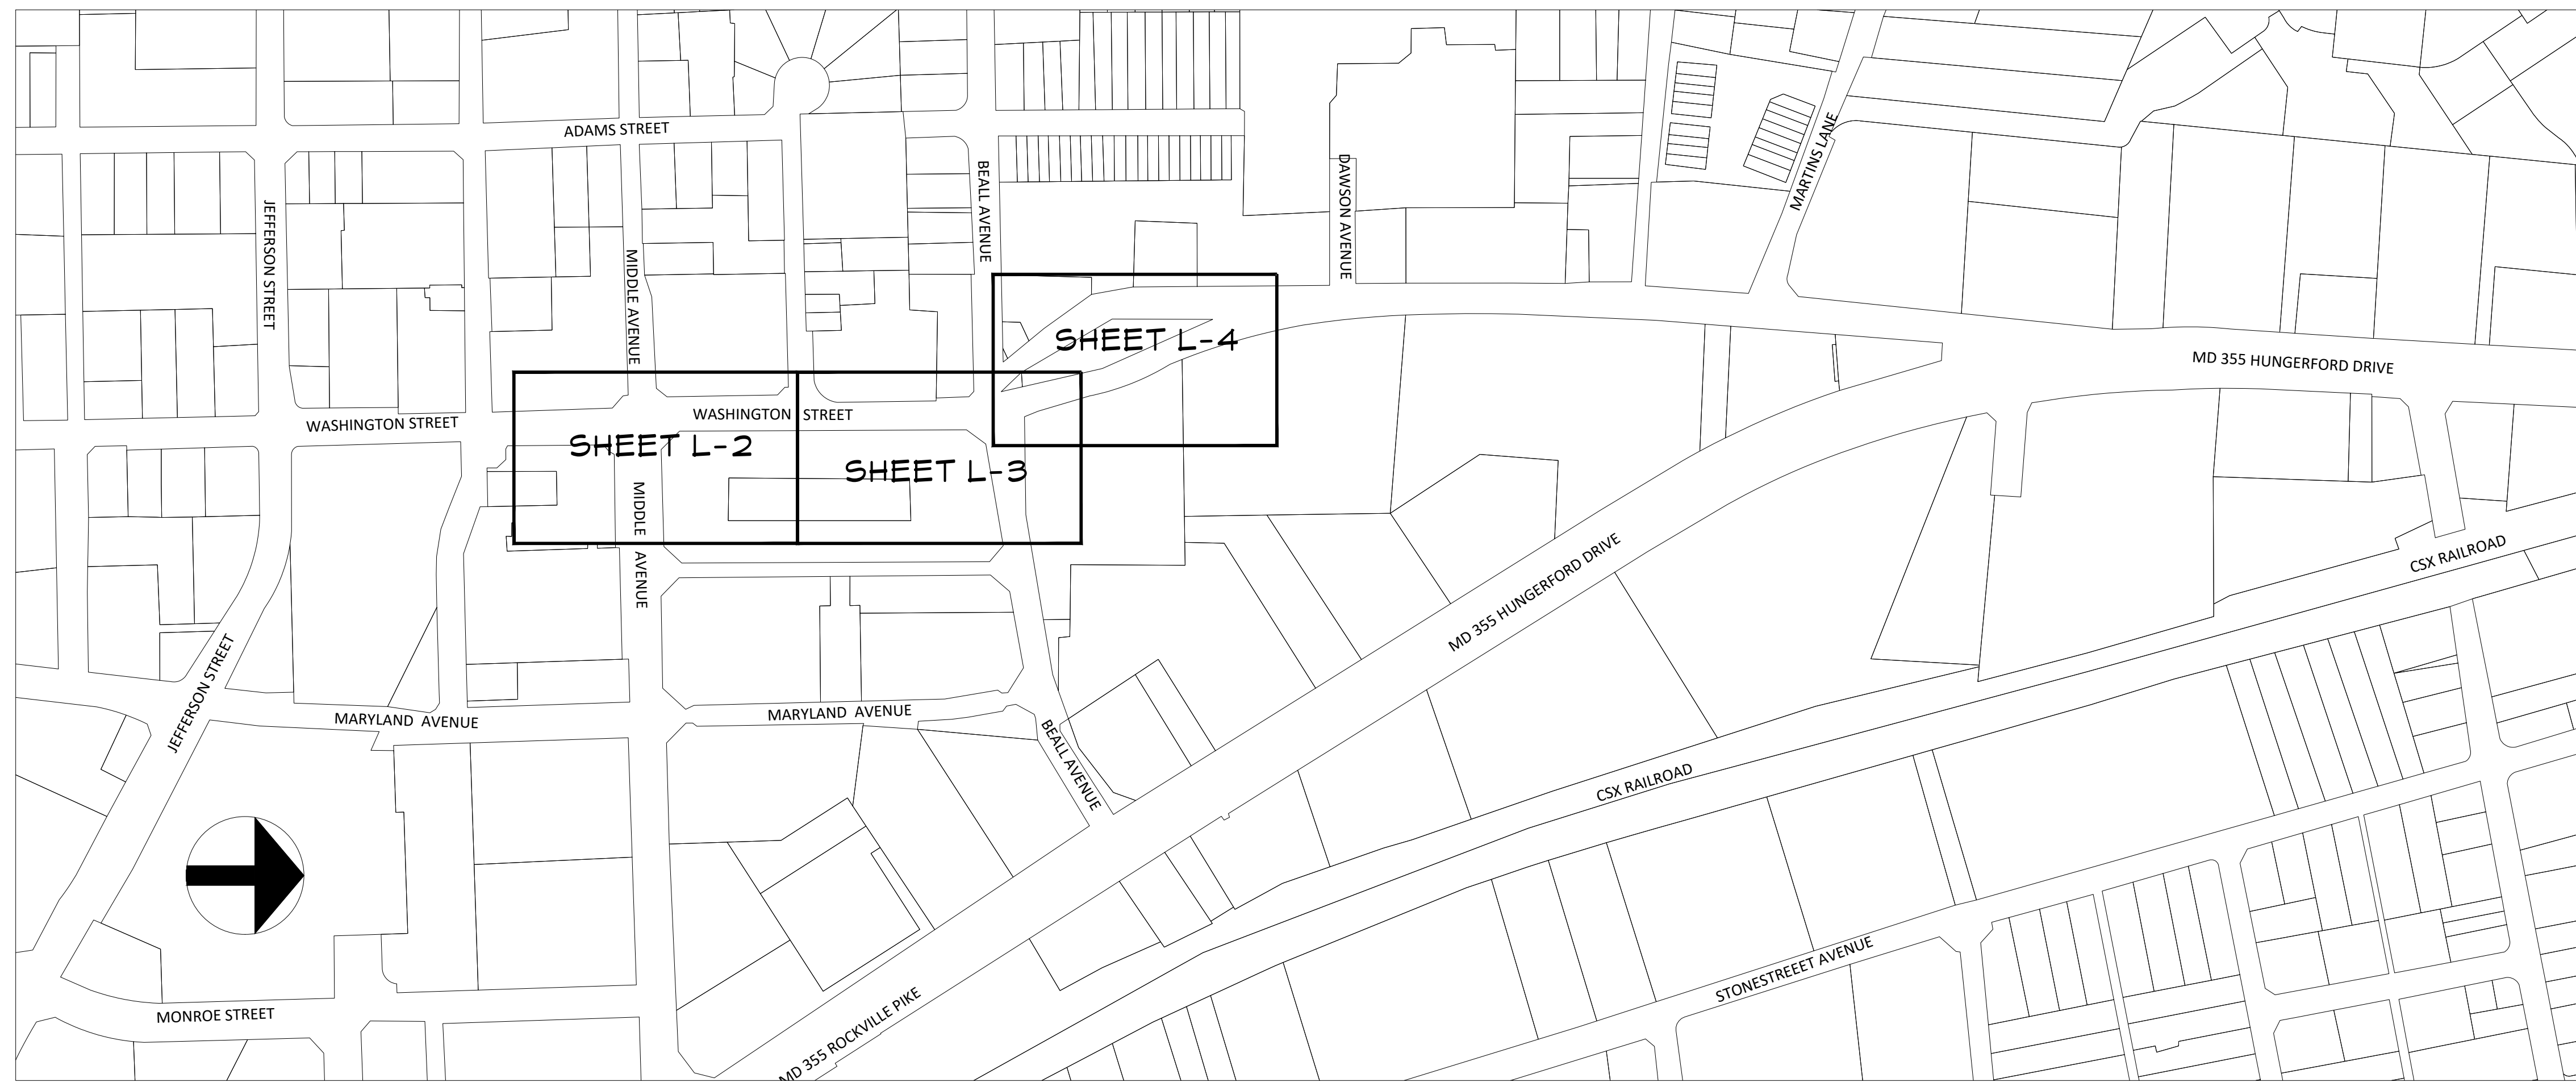 ADAMS STREET
JEFFERSON STREET
MIDDLE AVENUE
BEALL AVENUE
DAWSON AVENUE
MARTINS LANE
SHEET L-4
MD 355 HUNGERFORD DRIVE
WASHINGTON STREET
WASHINGTON STREET
SHEET L-2
SHEET L-3
MIDDLE AVENUE
MD 355 HUNGERFORD DRIVE
CSX RAILROAD
JEFFERSON STREET
MARYLAND AVENUE
MARYLAND AVENUE
BEALL AVENUE
CSX RAILROAD
STONESTREEET AVENUE
MONROE STREET
MD 355 ROCKVILLE PIKE